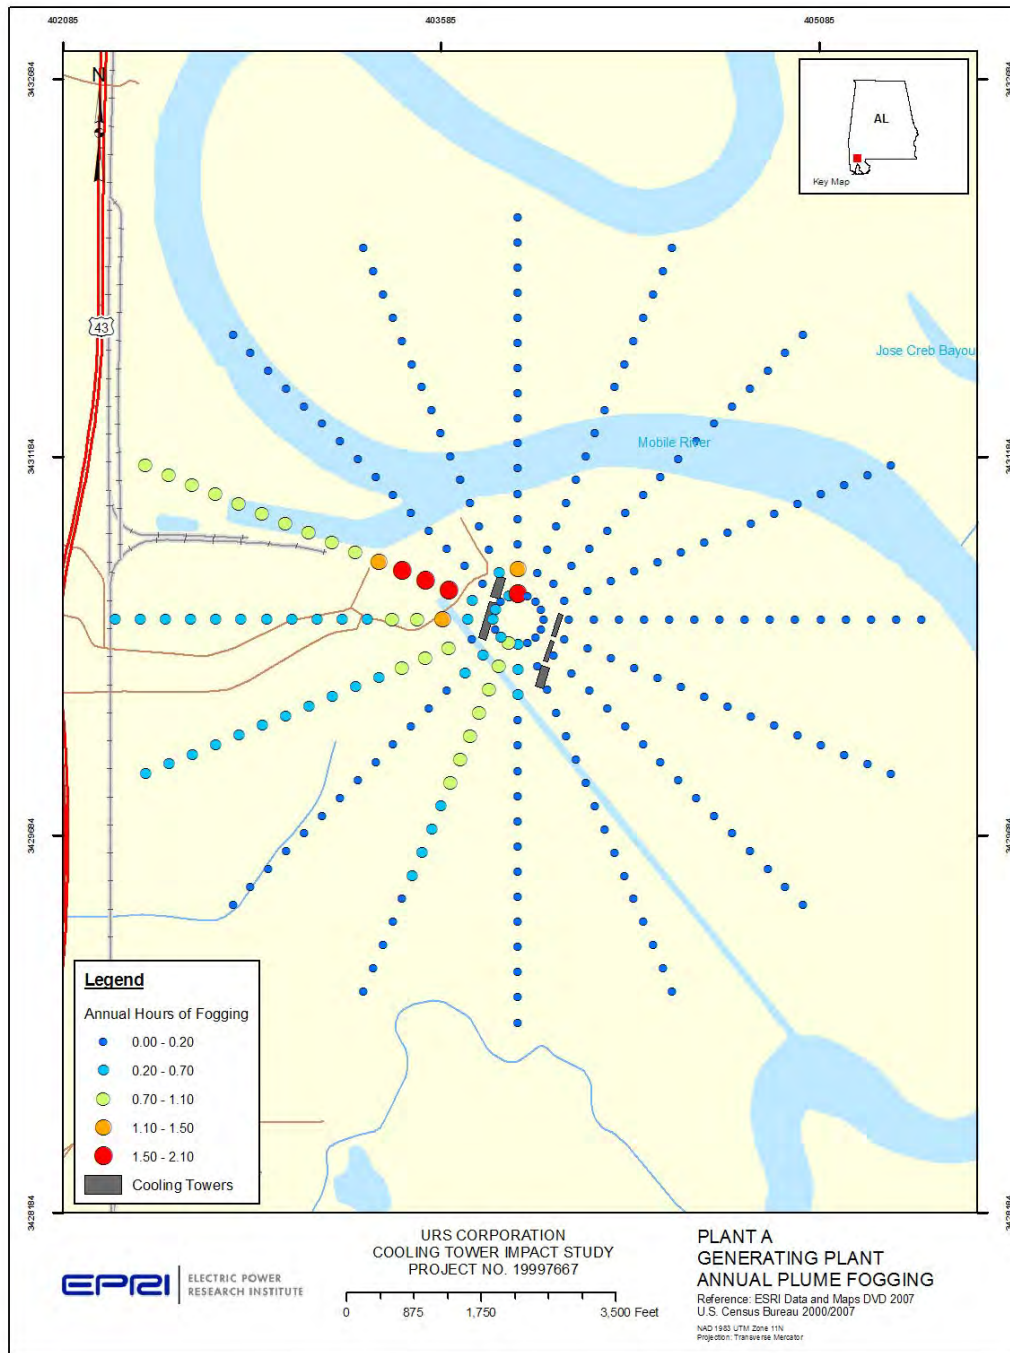 402085
403585
405085
3432684
3432684
N
AL
Key Map
43
Jose Creb Bayou
Mobile River
3431184
3431184
3429684
3429684
Legend
Annual Hours of Fogging
0.00 - 0.20
0.20 - 0.70
0.70 - 1.10
1.10 - 1.50
1.50 - 2.10
Cooling Towers
3428184
3428184
EPRI
ELECTRIC POWER
RESEARCH INSTITUTE
URS CORPORATION
COOLING TOWER IMPACT STUDY
PROJECT NO. 19997667
0 875 1,750 3,500 Feet
PLANT A
GENERATING PLANT
ANNUAL PLUME FOGGING
Reference: ESRI Data and Maps DVD 2007
U.S. Census Bureau 2000/2007
NAD 1983 UTM Zone 11N
Projection: Transverse Mercator